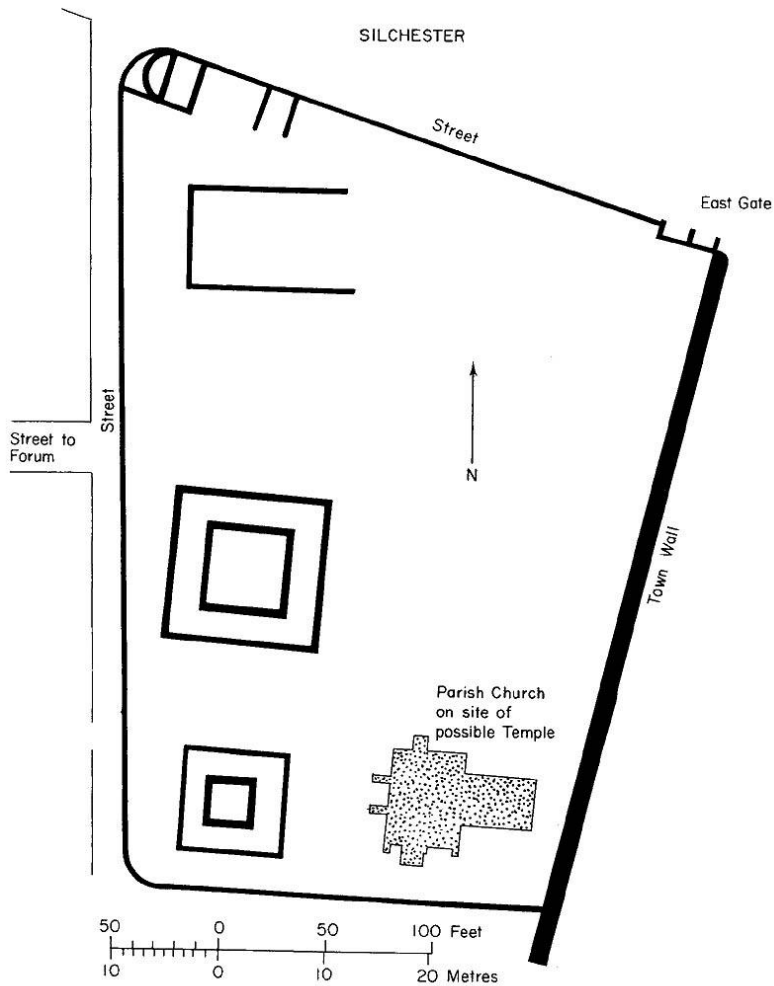 SILCHESTER
Street
East Gate
Street
Street to
Forum
N
Town Wall
Parish Church
on site of
possible Temple
50 0 50 100 Feet
10 0 10 20 Metres